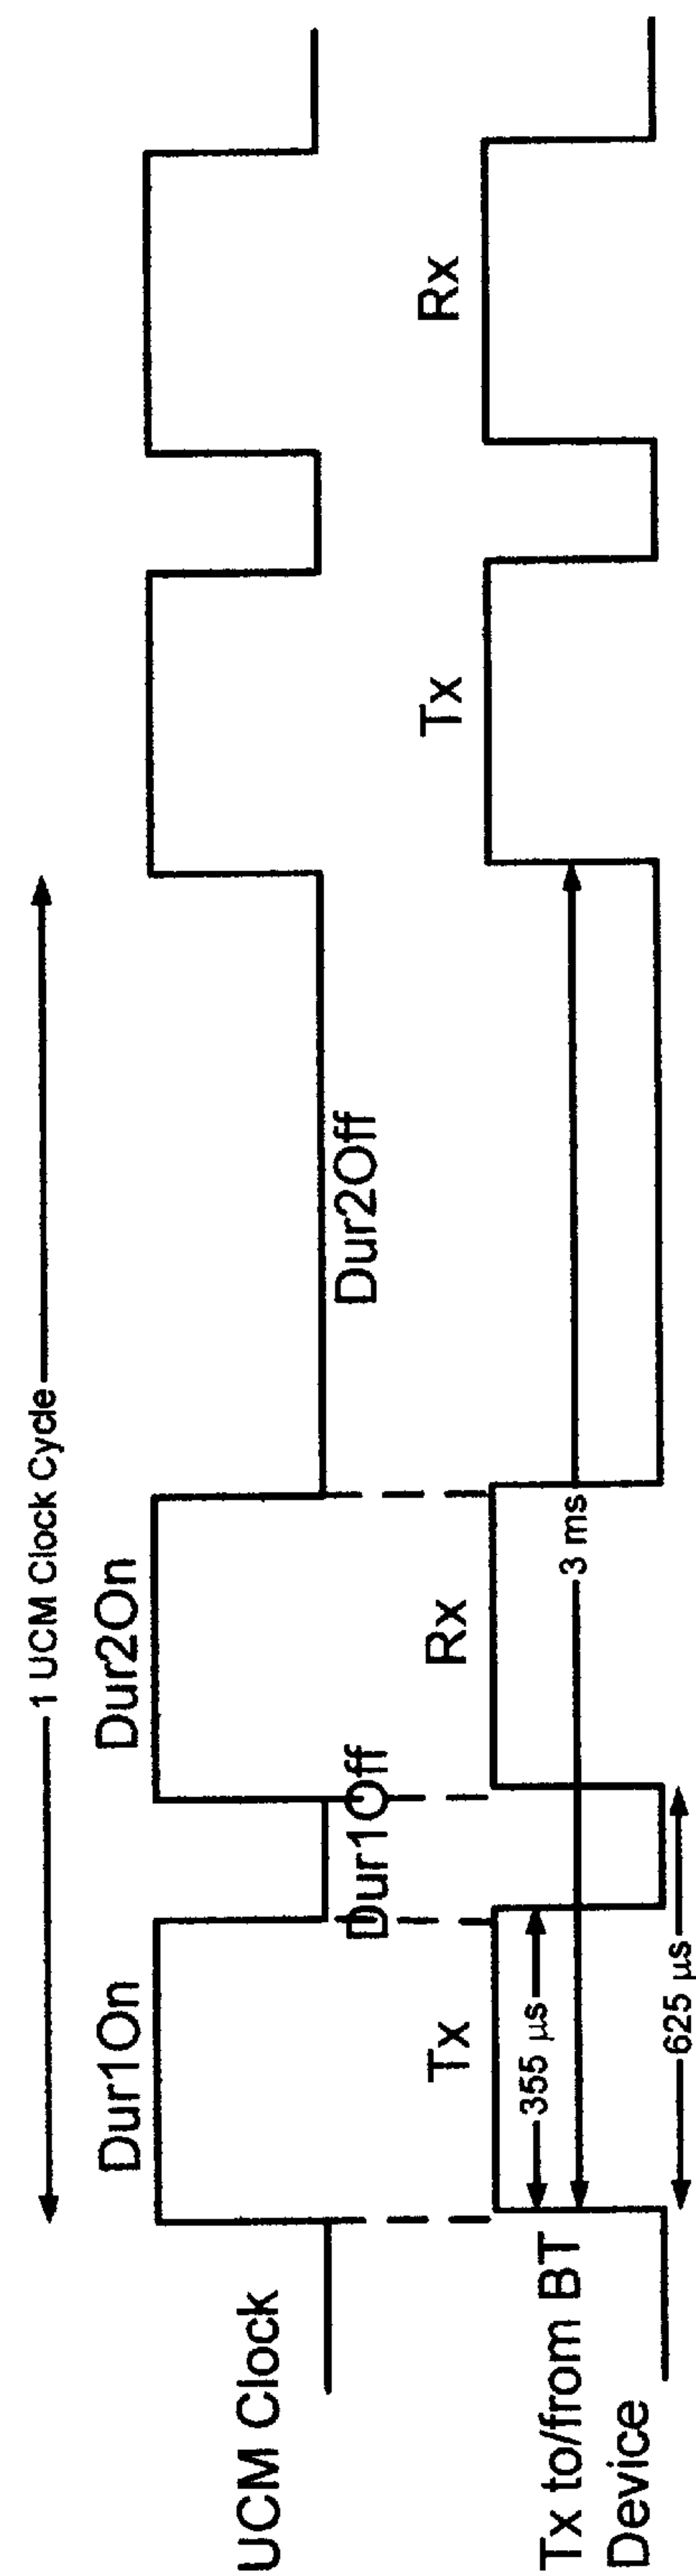 1 UCM Clock Cycle
Dur1On
Dur2On
UCM Clock
Dur1Off
Dur2Off
Tx
Rx
Tx
Rx
Tx to/from BT
Device
355 μs
3 ms
625 μs